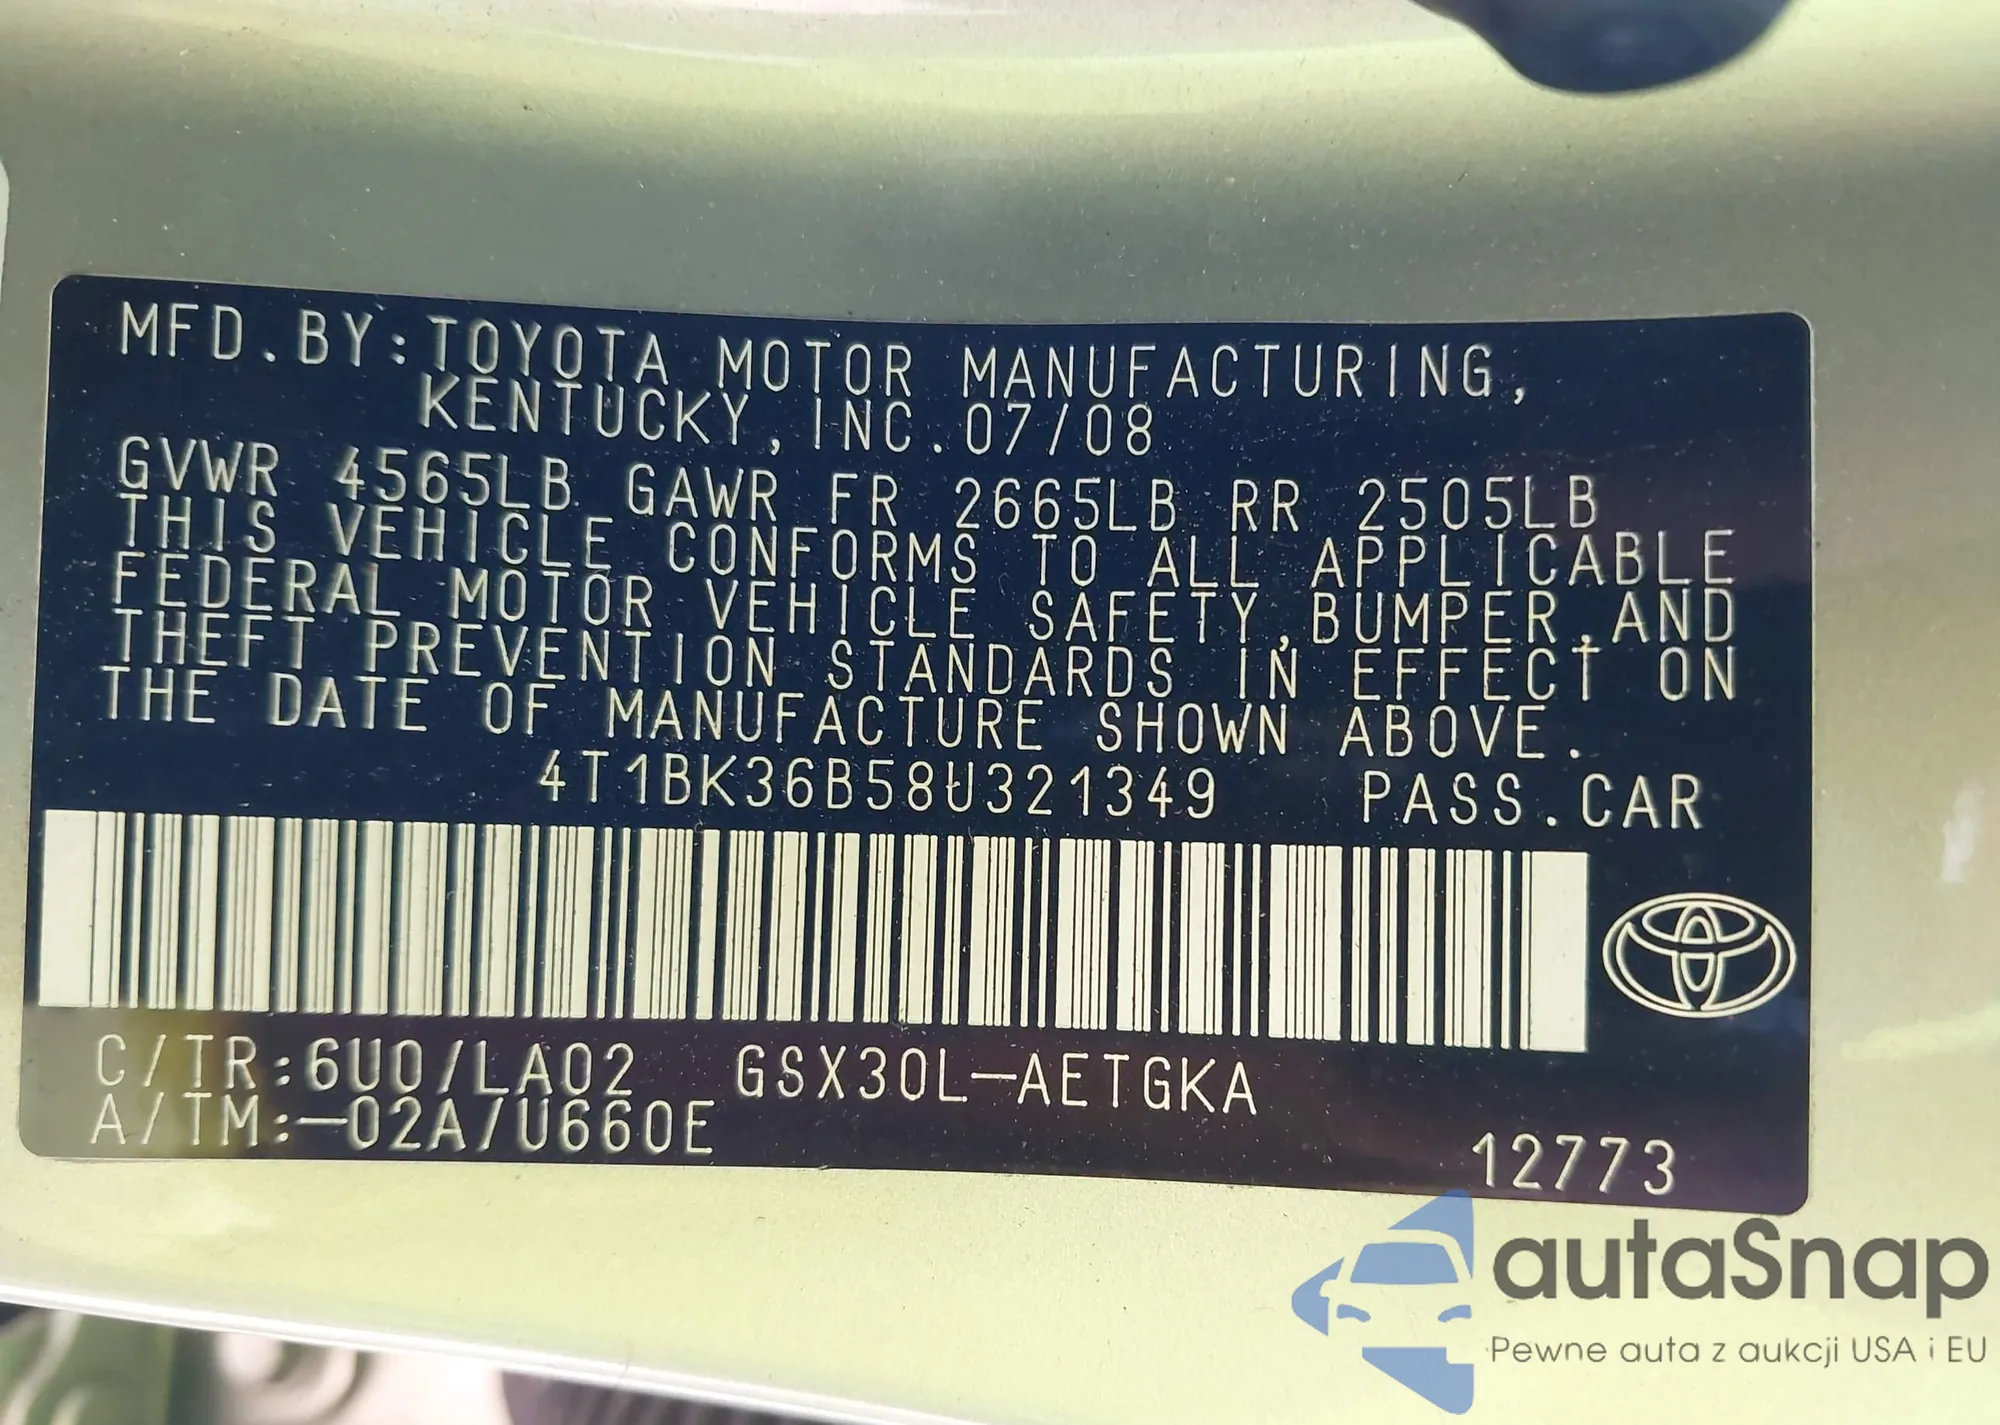 MFD.BY:TOYOTA MOTOR MANUFACTURING,
KENTUCKY,INC.07/08
GVWR 4565LB GAWR FR 2665LB RR 2505LB
THIS VEHICLE CONFORMS TO ALL APPLICABLE
FEDERAL MOTOR VEHICLE SAFETY,BUMPER,AND
THEFT PREVENTION STANDARDS IN EFFECT ON
THE DATE OF MANUFACTURE SHOWN ABOVE.
4T1BK36B58U321349 PASS.CAR
C/TR:6U0/LA02 GSX30L-AETGKA
A/TM:-02A/U660E
12773
autaSnap
Pewne auta z aukcji USA i EU